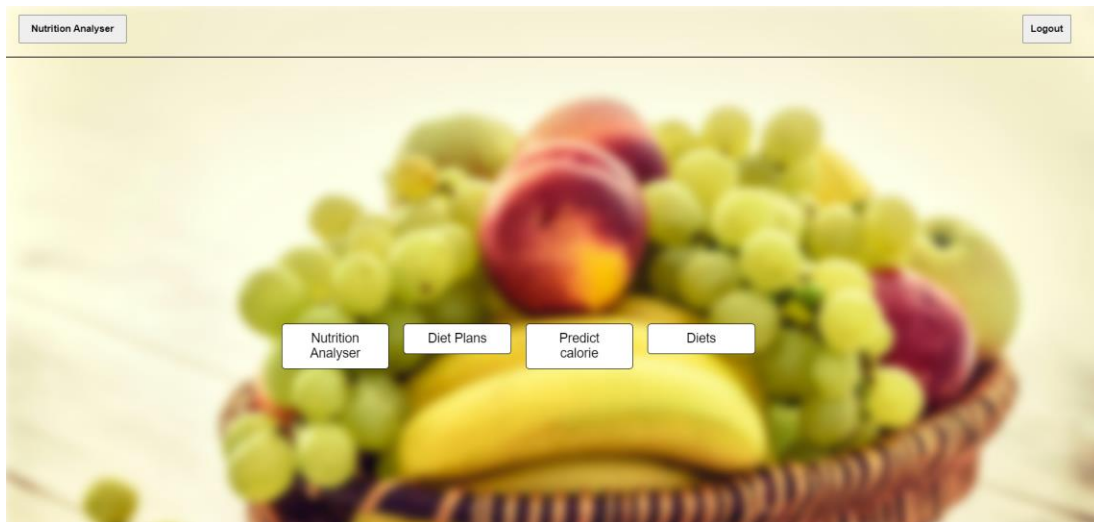 Nutrition Analyser
Logout
Nutrition
Analyser
Diet Plans
Predict
calorie
Diets